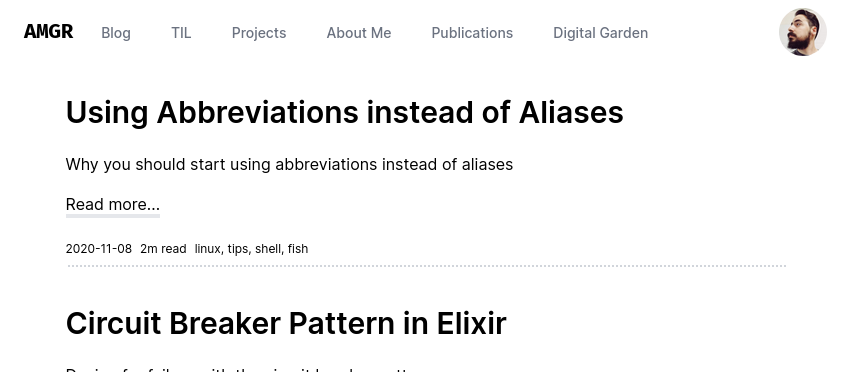 AMGR Blog TIL Projects About Me Publications Digital Garden
Using Abbreviations instead of Aliases
Why you should start using abbreviations instead of aliases
Read more...
2020-11-08 2m read linux, tips, shell, fish
Circuit Breaker Pattern in Elixir